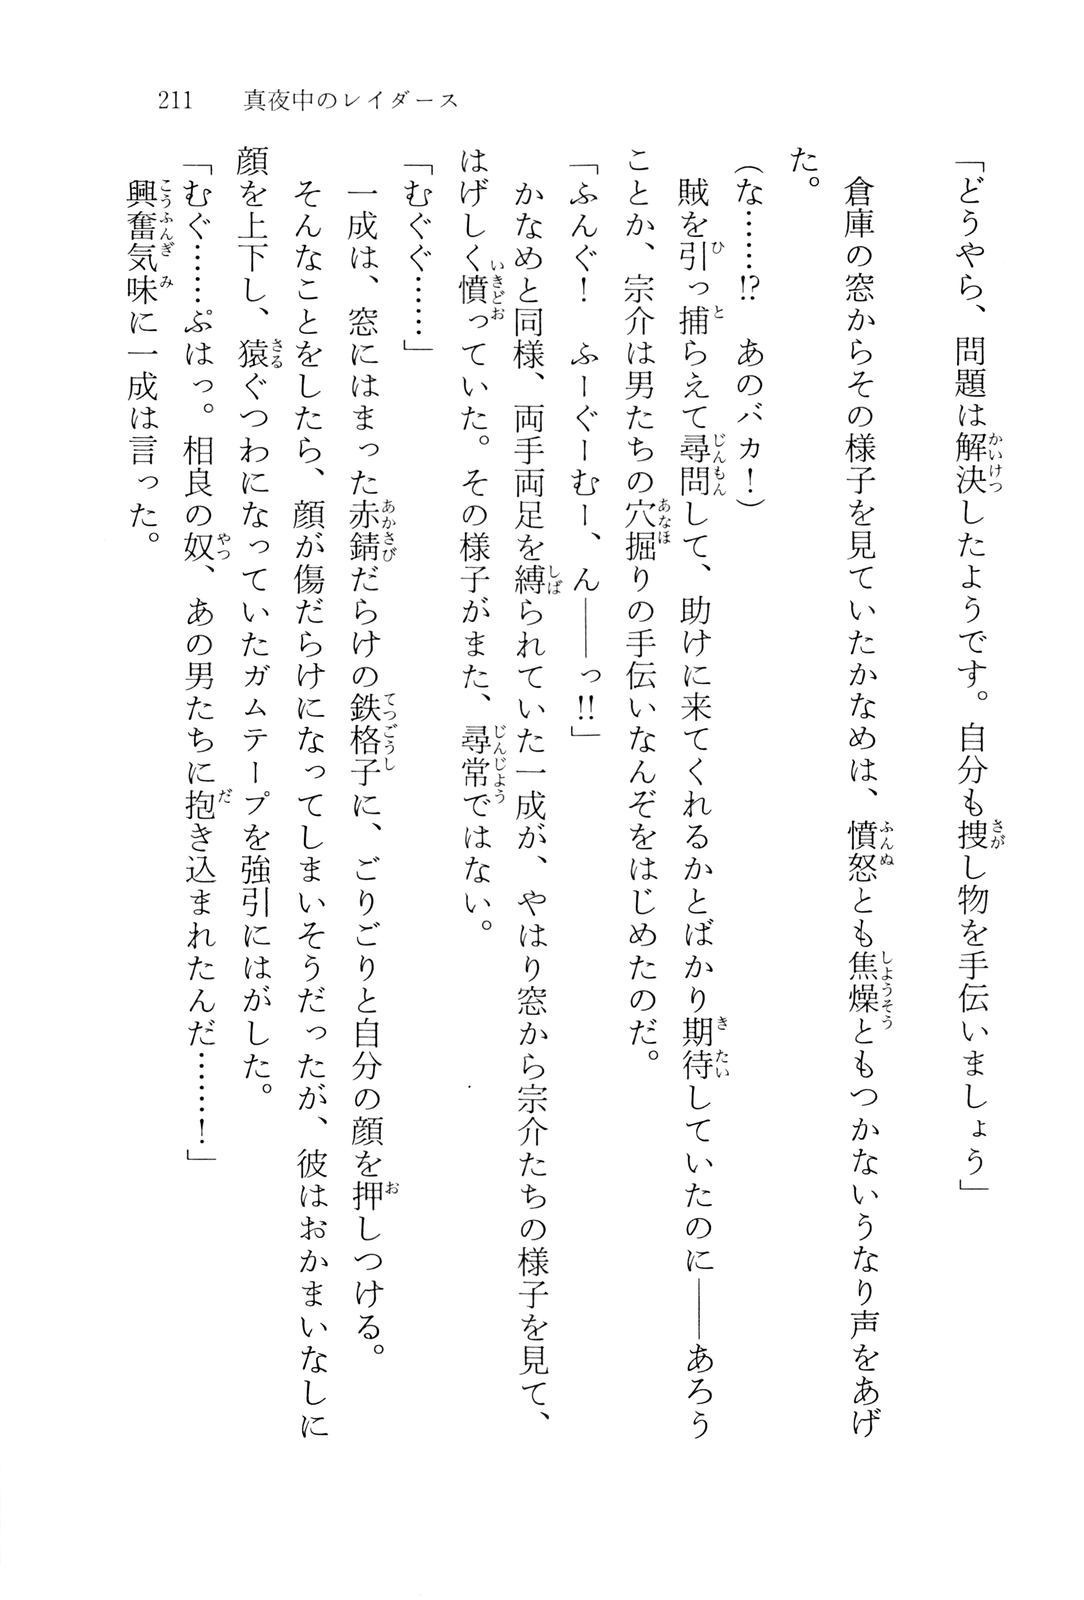 211　真夜中のレイダース
「どうやら、問題は解決したようです。自分も捜し物を手伝いましょう」
倉庫の窓からその様子を見ていたかなめは、憤怒とも焦燥ともつかないうなり声をあげ
た。
(な……!?　あのバカ！)
賊を引っ捕らえて尋問して、助けに来てくれるかとばかり期待していたのに――あろう
ことか、宗介は男たちの穴掘りの手伝いなんぞをはじめたのだ。
「ふんぐ！　ふーぐーむー、ん――っ!!」
かなめと同様、両手両足を縛られていた一成が、やはり窓から宗介たちの様子を見て、
はげしく憤っていた。その様子がまた、尋常ではない。
「むぐぐ……」
一成は、窓にはまった赤錆だらけの鉄格子に、ごりごりと自分の顔を押しつける。
そんなことをしたら、顔が傷だらけになってしまいそうだったが、彼はおかまいなしに
顔を上下し、猿ぐつわになっていたガムテープを強引にはがした。
「むぐ……ぷはっ。相良の奴、あの男たちに抱き込まれたんだ……！」
興奮気味に一成は言った。